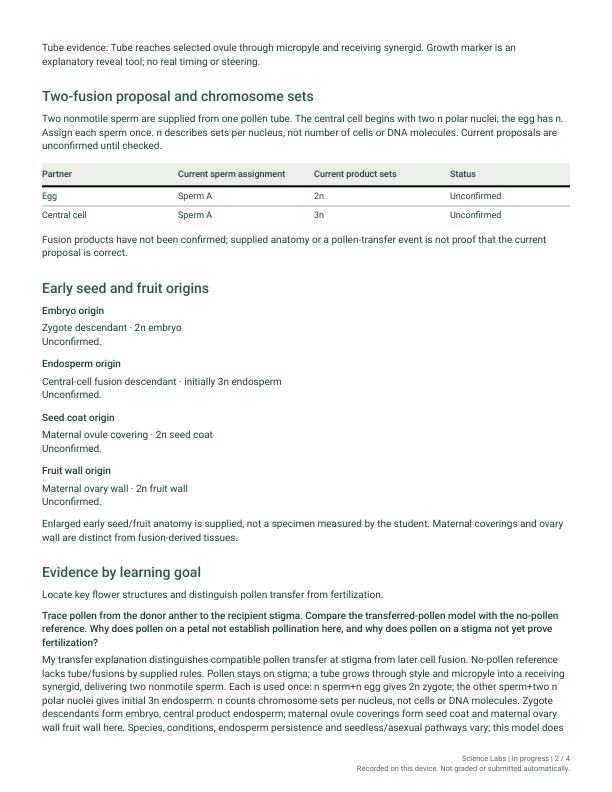 Tube evidence: Tube reaches selected ovule through micropyle and receiving synergid. Growth marker is an
explanatory reveal tool; no real timing or steering.
Two-fusion proposal and chromosome sets
Two nonmotile sperm are supplied from one pollen tube. The central cell begins with two n polar nuclei; the egg has n.
Assign each sperm once. n describes sets per nucleus, not number of cells or DNA molecules. Current proposals are
unconfirmed until checked.
Partner Current sperm assignment Current product sets Status
Egg Sperm A 2n Unconfirmed
Central cell Sperm A 3n Unconfirmed
Fusion products have not been confirmed; supplied anatomy or a pollen-transfer event is not proof that the current
proposal is correct.
Early seed and fruit origins
Embryo origin
Zygote descendant · 2n embryo
Unconfirmed.
Endosperm origin
Central-cell fusion descendant · initially 3n endosperm
Unconfirmed.
Seed coat origin
Maternal ovule covering · 2n seed coat
Unconfirmed.
Fruit wall origin
Maternal ovary wall · 2n fruit wall
Unconfirmed.
Enlarged early seed/fruit anatomy is supplied, not a specimen measured by the student. Maternal coverings and ovary
wall are distinct from fusion-derived tissues.
Evidence by learning goal
Locate key flower structures and distinguish pollen transfer from fertilization.
Trace pollen from the donor anther to the recipient stigma. Compare the transferred-pollen model with the no-pollen
reference. Why does pollen on a petal not establish pollination here, and why does pollen on a stigma not yet prove
fertilization?
My transfer explanation distinguishes compatible pollen transfer at stigma from later cell fusion. No-pollen reference
lacks tube/fusions by supplied rules. Pollen stays on stigma; a tube grows through style and micropyle into a receiving
synergid, delivering two nonmotile sperm. Each is used once: n sperm+n egg gives 2n zygote; the other sperm+two n
polar nuclei gives initial 3n endosperm. n counts chromosome sets per nucleus, not cells or DNA molecules. Zygote
descendants form embryo, central product endosperm; maternal ovule coverings form seed coat and maternal ovary
wall fruit wall here. Species, conditions, endosperm persistence and seedless/asexual pathways vary; this model does
Science Labs | In progress | 2 / 4
Recorded on this device. Not graded or submitted automatically.